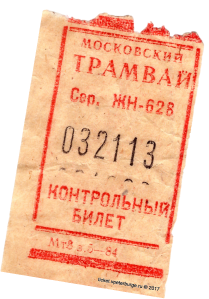 МОСКОВСКИЙ
ТРАМВАЙ
Сер. ЖН-628
032113
КОНТРОЛЬНЫЙ
БИЛЕТ